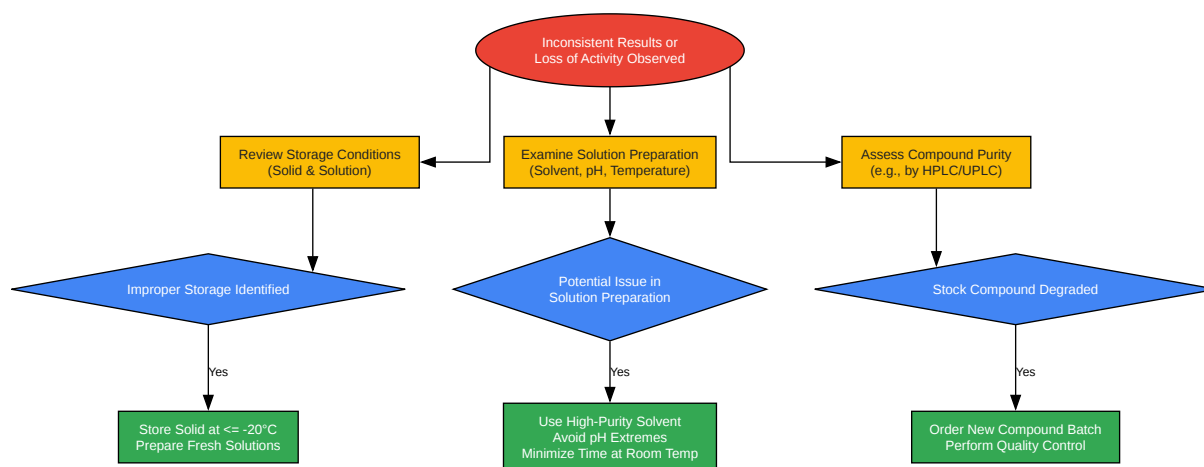 Inconsistent Results or
Loss of Activity Observed
Review Storage Conditions
(Solid & Solution)
Examine Solution Preparation
(Solvent, pH, Temperature)
Assess Compound Purity
(e.g., by HPLC/UPLC)
Improper Storage Identified
Potential Issue in
Solution Preparation
Stock Compound Degraded
Yes
Yes
Yes
Store Solid at <= -20°C
Prepare Fresh Solutions
Use High-Purity Solvent
Avoid pH Extremes
Minimize Time at Room Temp
Order New Compound Batch
Perform Quality Control